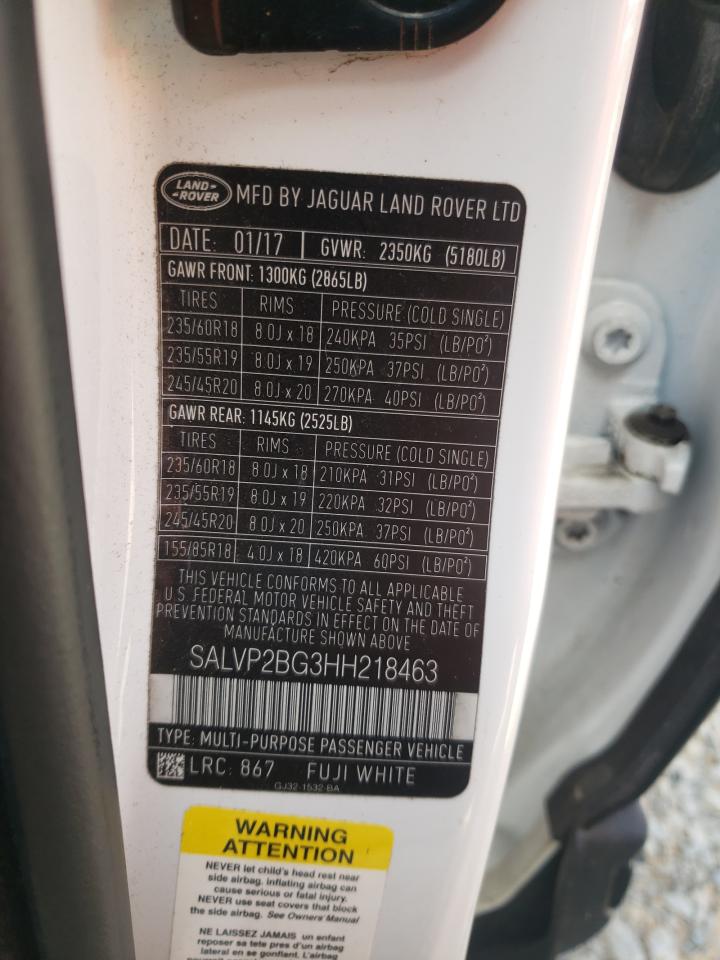 LAND-
-ROVER
MFD BY JAGUAR LAND ROVER LTD
DATE: 01/17 GVWR: 2350KG (5180LB)
GAWR FRONT: 1300KG (2865LB)
TIRES RIMS PRESSURE (COLD SINGLE)
235/60R18 8.0J x 18 240KPA 35PSI (LB/PO²)
235/55R19 8.0J x 19 250KPA 37PSI (LB/PO²)
245/45R20 8.0J x 20 270KPA 40PSI (LB/PO²)
GAWR REAR: 1145KG (2525LB)
TIRES RIMS PRESSURE (COLD SINGLE)
235/60R18 8.0J x 18 210KPA 31PSI (LB/PO²)
235/55R19 8.0J x 19 220KPA 32PSI (LB/PO²)
245/45R20 8.0J x 20 250KPA 37PSI (LB/PO²)
155/85R18 4.0J x 18 420KPA 60PSI (LB/PO²)
THIS VEHICLE CONFORMS TO ALL APPLICABLE
U.S. FEDERAL MOTOR VEHICLE SAFETY AND THEFT
PREVENTION STANDARDS IN EFFECT ON THE DAY OF
MANUFACTURE SHOWN ABOVE
SALVP2BG3HH218463
TYPE: MULTI-PURPOSE PASSENGER VEHICLE
LRC: 867 FUJI WHITE
GJ32-1532-BA
WARNING
ATTENTION
NEVER let child's head rest near
side airbag. inflating airbag can
cause serious or fatal injury.
NEVER use seat covers that block
the side airbag. See Owners' Manual
NE LAISSEZ JAMAIS un enfant
reposer sa tete pres d'un airbag
lateral en se gonflant. L'airbag